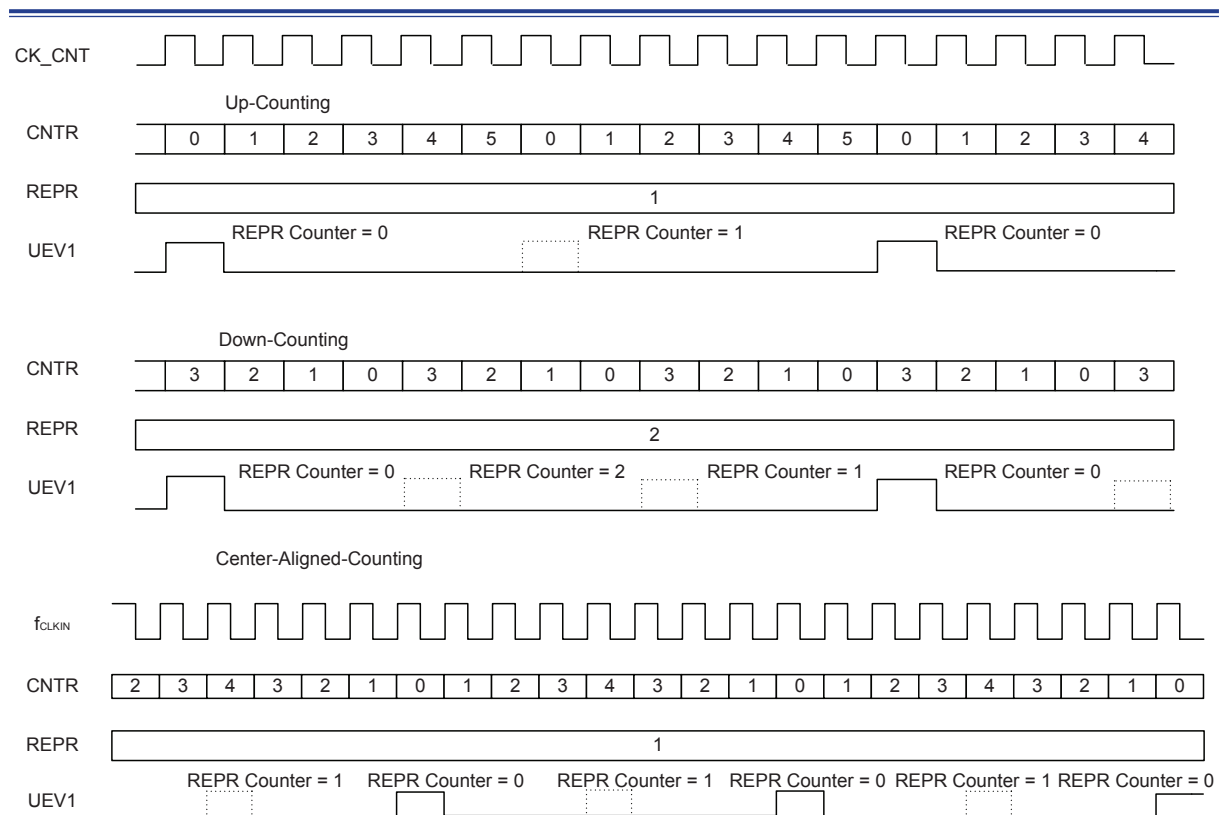 CK_CNT
Up-Counting
CNTR 0 1 2 3 4 5 0 1 2 3 4 5 0 1 2 3 4
REPR 1
REPR Counter = 0 REPR Counter = 1 REPR Counter = 0
UEV1
Down-Counting
CNTR 3 2 1 0 3 2 1 0 3 2 1 0 3 2 1 0 3
REPR 2
REPR Counter = 0 REPR Counter = 2 REPR Counter = 1 REPR Counter = 0
UEV1
Center-Aligned-Counting
fCLKIN
CNTR 2 3 4 3 2 1 0 1 2 3 4 3 2 1 0 1 2 3 4 3 2 1 0
REPR 1
REPR Counter = 1 REPR Counter = 0 REPR Counter = 1 REPR Counter = 0 REPR Counter = 1 REPR Counter = 0
UEV1